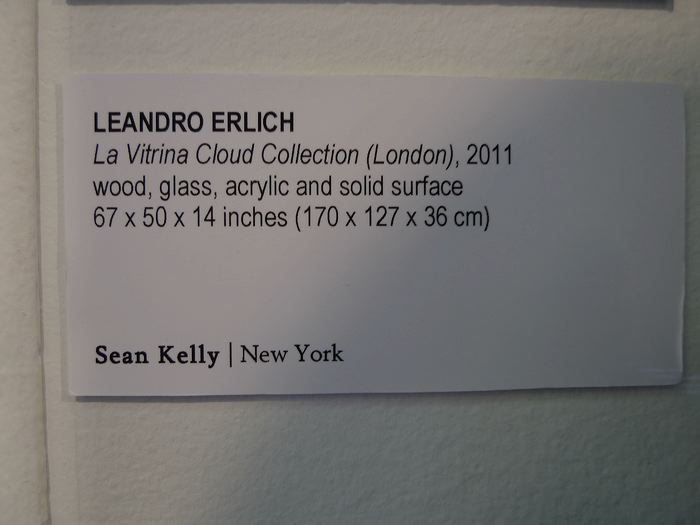 LEANDRO ERLICH
La Vitrina Cloud Collection (London), 2011
wood, glass, acrylic and solid surface
67 x 50 x 14 inches (170 x 127 x 36 cm)
Sean Kelly | New York